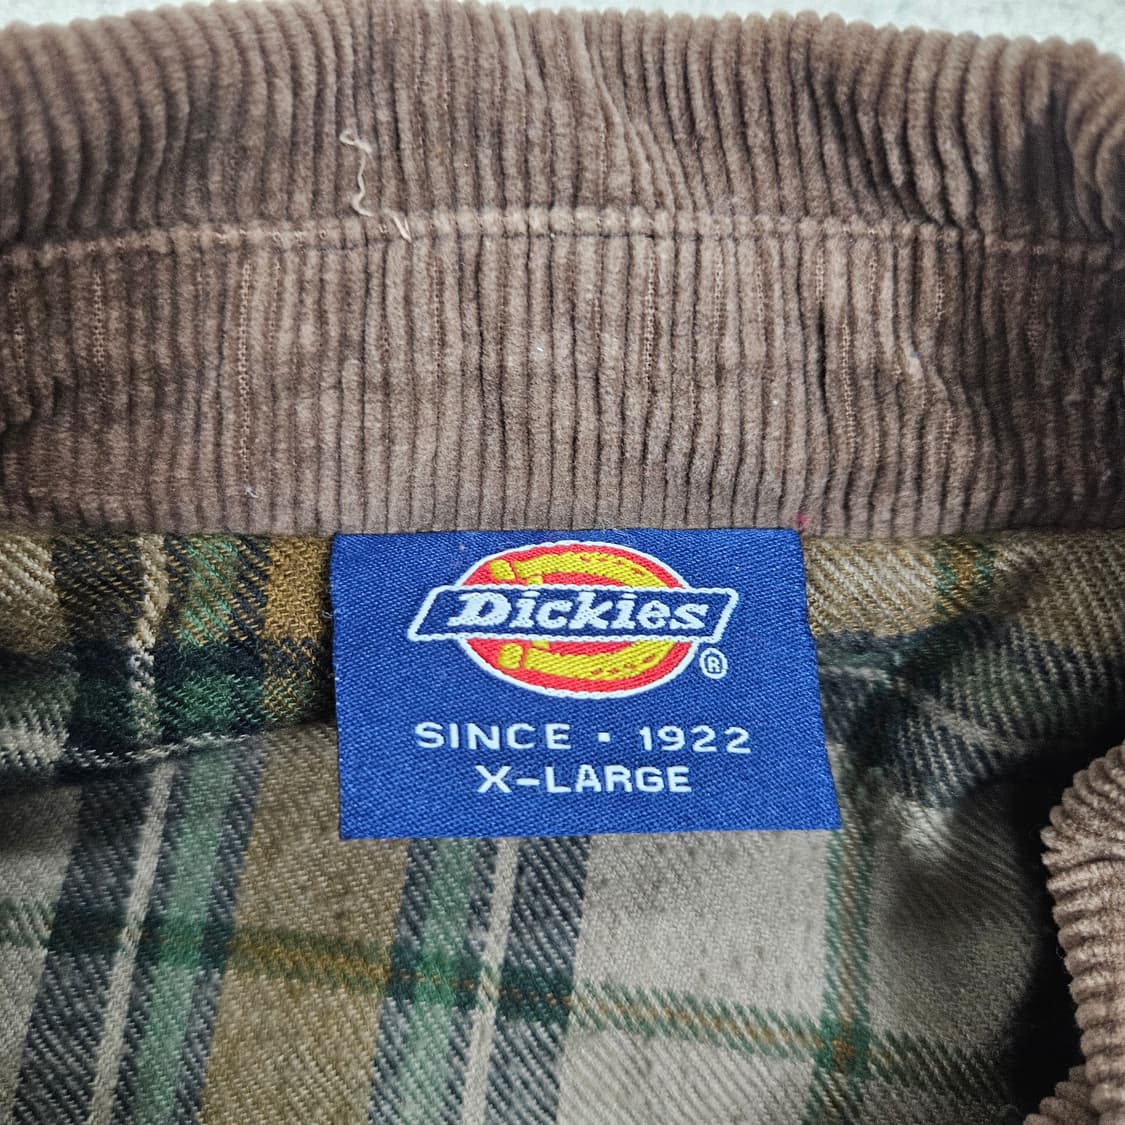 Dickies
®
SINCE · 1922
X-LARGE